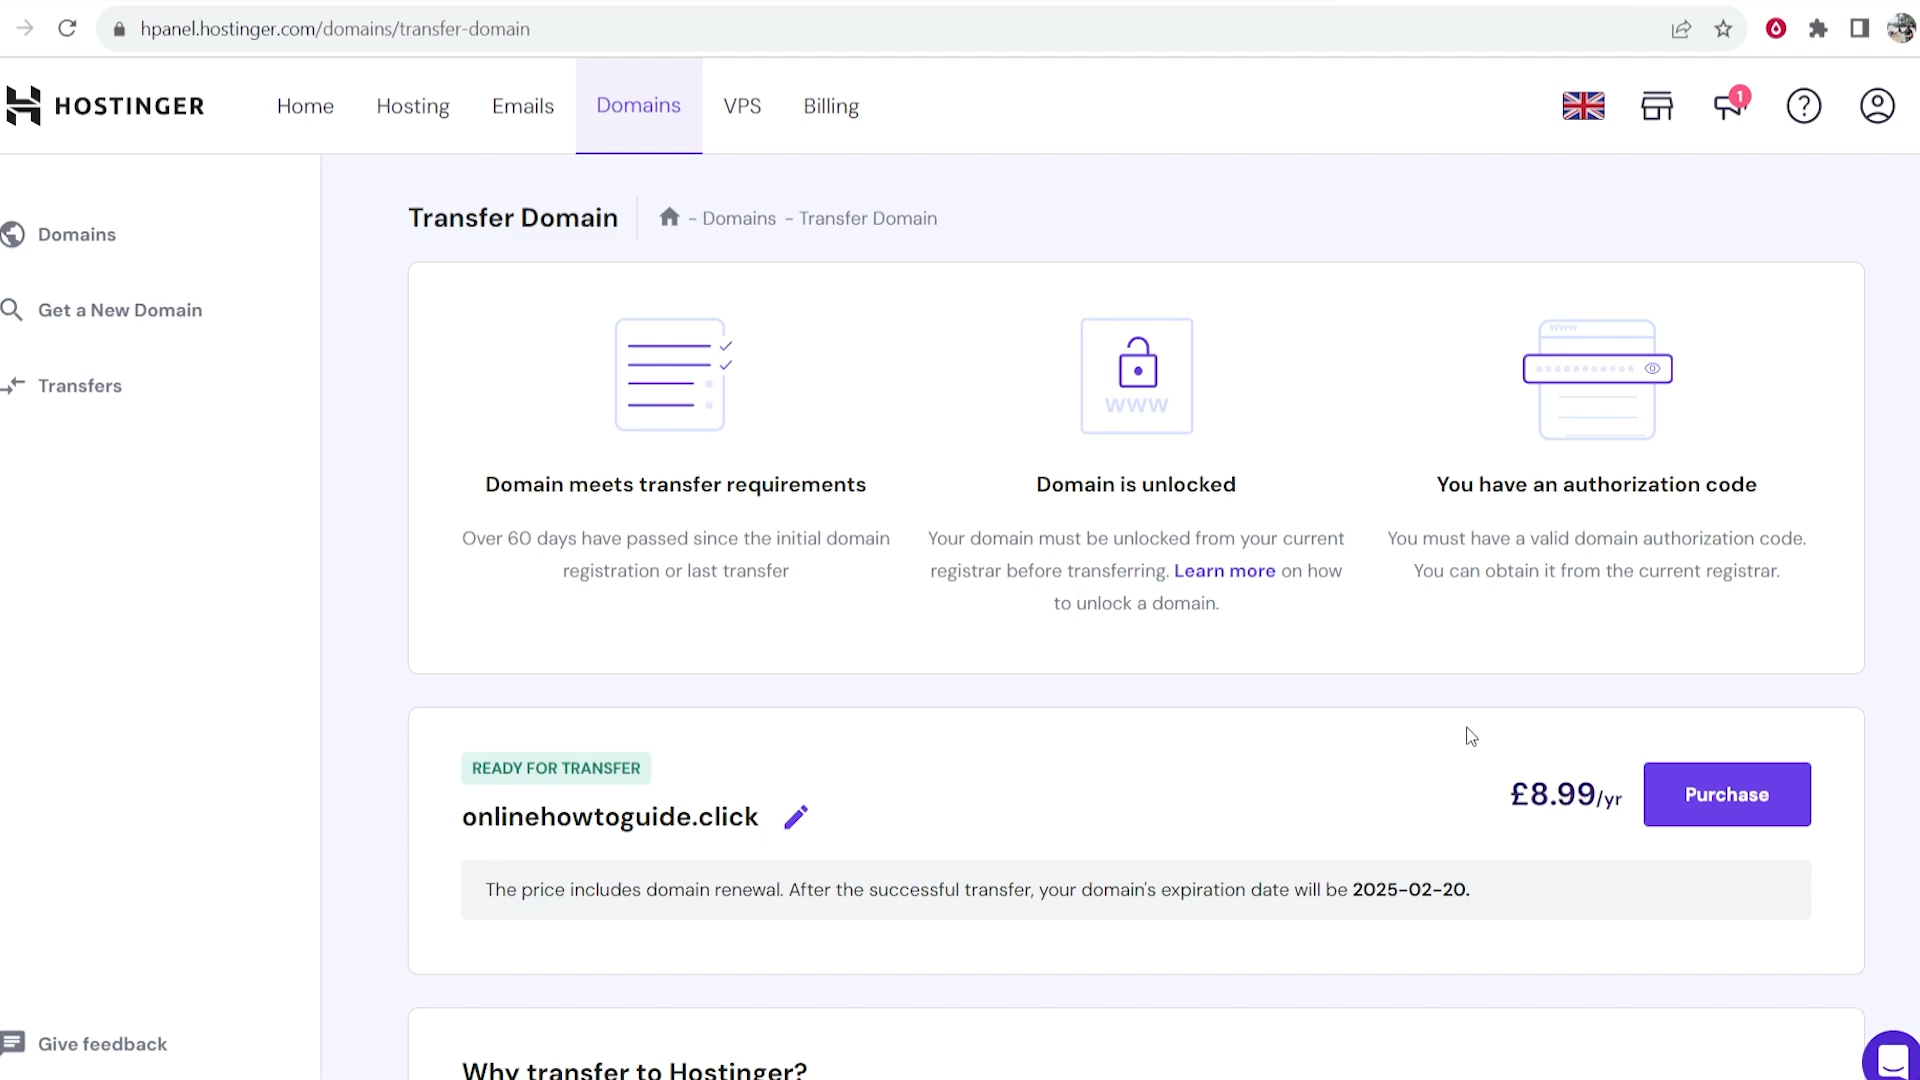 hpanel.hostinger.com/domains/transfer-domain
HOSTINGER
Home
Hosting
Emails
Domains
VPS
Billing
1
?
Domains
Get a New Domain
Transfers
Give feedback
Transfer Domain
- Domains - Transfer Domain
Domain meets transfer requirements
Over 60 days have passed since the initial domain
registration or last transfer
www
Domain is unlocked
Your domain must be unlocked from your current
registrar before transferring. Learn more on how
to unlock a domain.
www
You have an authorization code
You must have a valid domain authorization code.
You can obtain it from the current registrar.
READY FOR TRANSFER
onlinehowtoguide.click
£8.99/yr
Purchase
The price includes domain renewal. After the successful transfer, your domain's expiration date will be 2025-02-20.
Why transfer to Hostinger?